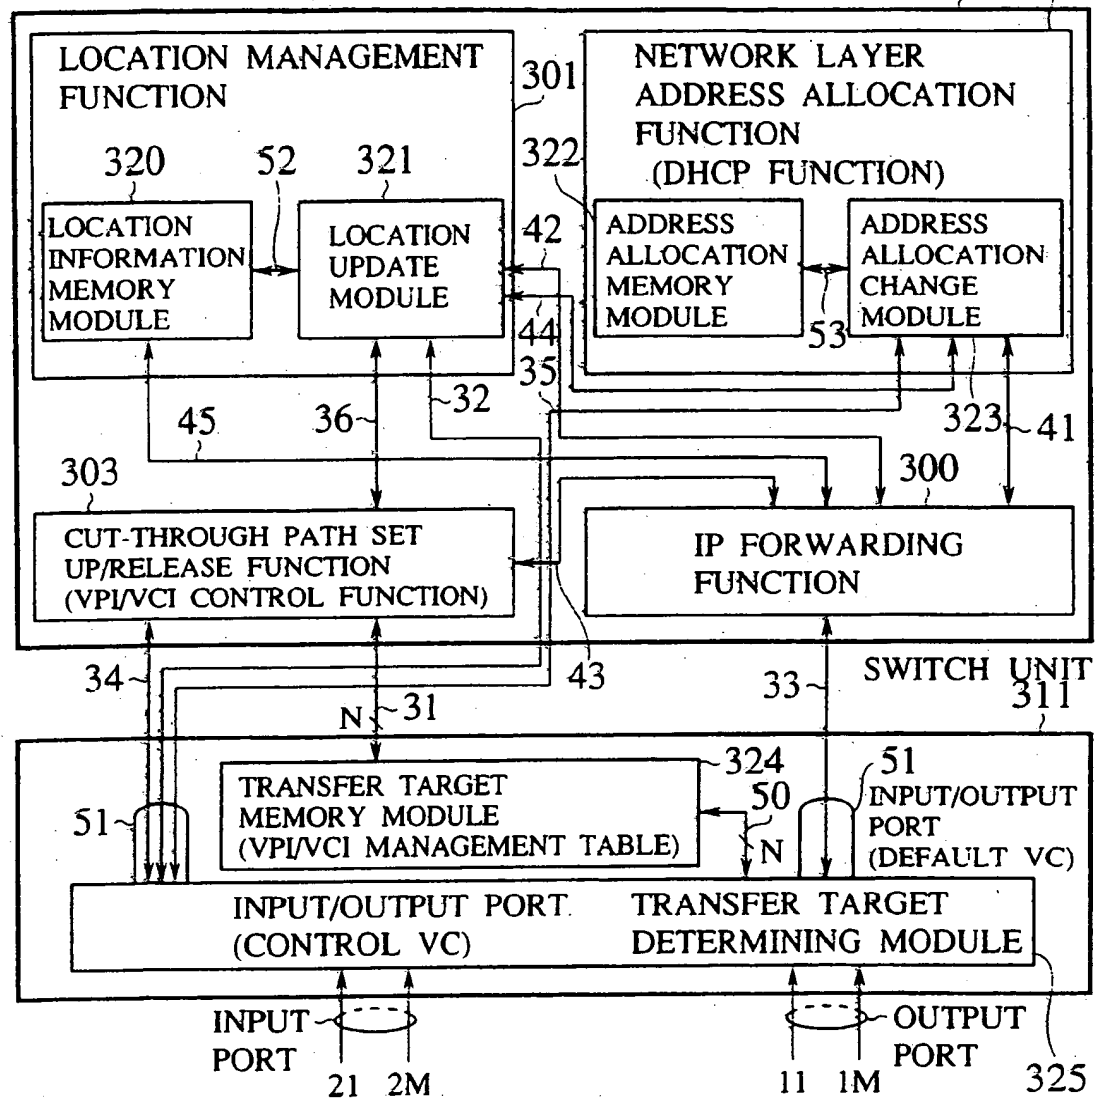 LOCATION MANAGEMENT
FUNCTION
301
320
52
321
LOCATION
INFORMATION
MEMORY
MODULE
LOCATION
UPDATE
MODULE
NETWORK LAYER
ADDRESS ALLOCATION
FUNCTION
(DHCP FUNCTION)
322
ADDRESS
ALLOCATION
MEMORY
MODULE
ADDRESS
ALLOCATION
CHANGE
MODULE
53
42
44
35
323
41
45
36
32
303
300
CUT-THROUGH PATH SET
UP/RELEASE FUNCTION
(VPI/VCI CONTROL FUNCTION)
IP FORWARDING
FUNCTION
34
31
N
43
33
SWITCH UNIT
311
324
TRANSFER TARGET
MEMORY MODULE
(VPI/VCI MANAGEMENT TABLE)
50
N
51
51
INPUT/OUTPUT
PORT
(DEFAULT VC)
INPUT/OUTPUT PORT
(CONTROL VC)
TRANSFER TARGET
DETERMINING MODULE
INPUT
PORT
21
2M
11
1M
OUTPUT
PORT
325